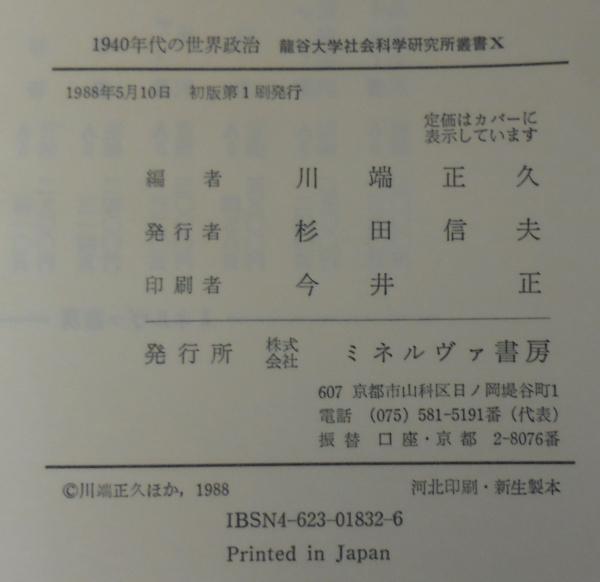 1940年代の世界政治 龍谷大学社会科学研究所叢書X
1988年5月10日 初版第1刷発行
定価はカバーに
表示しています
編者 川端正久
発行者 杉田信夫
印刷者 今井正
発行所 株式会社 ミネルヴァ書房
607 京都市山科区日ノ岡堤谷町1
電話 (075) 581-5191番 (代表)
振替 口座・京都 2-8076番
©川端正久ほか, 1988 河北印刷・新生製本
IBSN4-623-01832-6
Printed in Japan